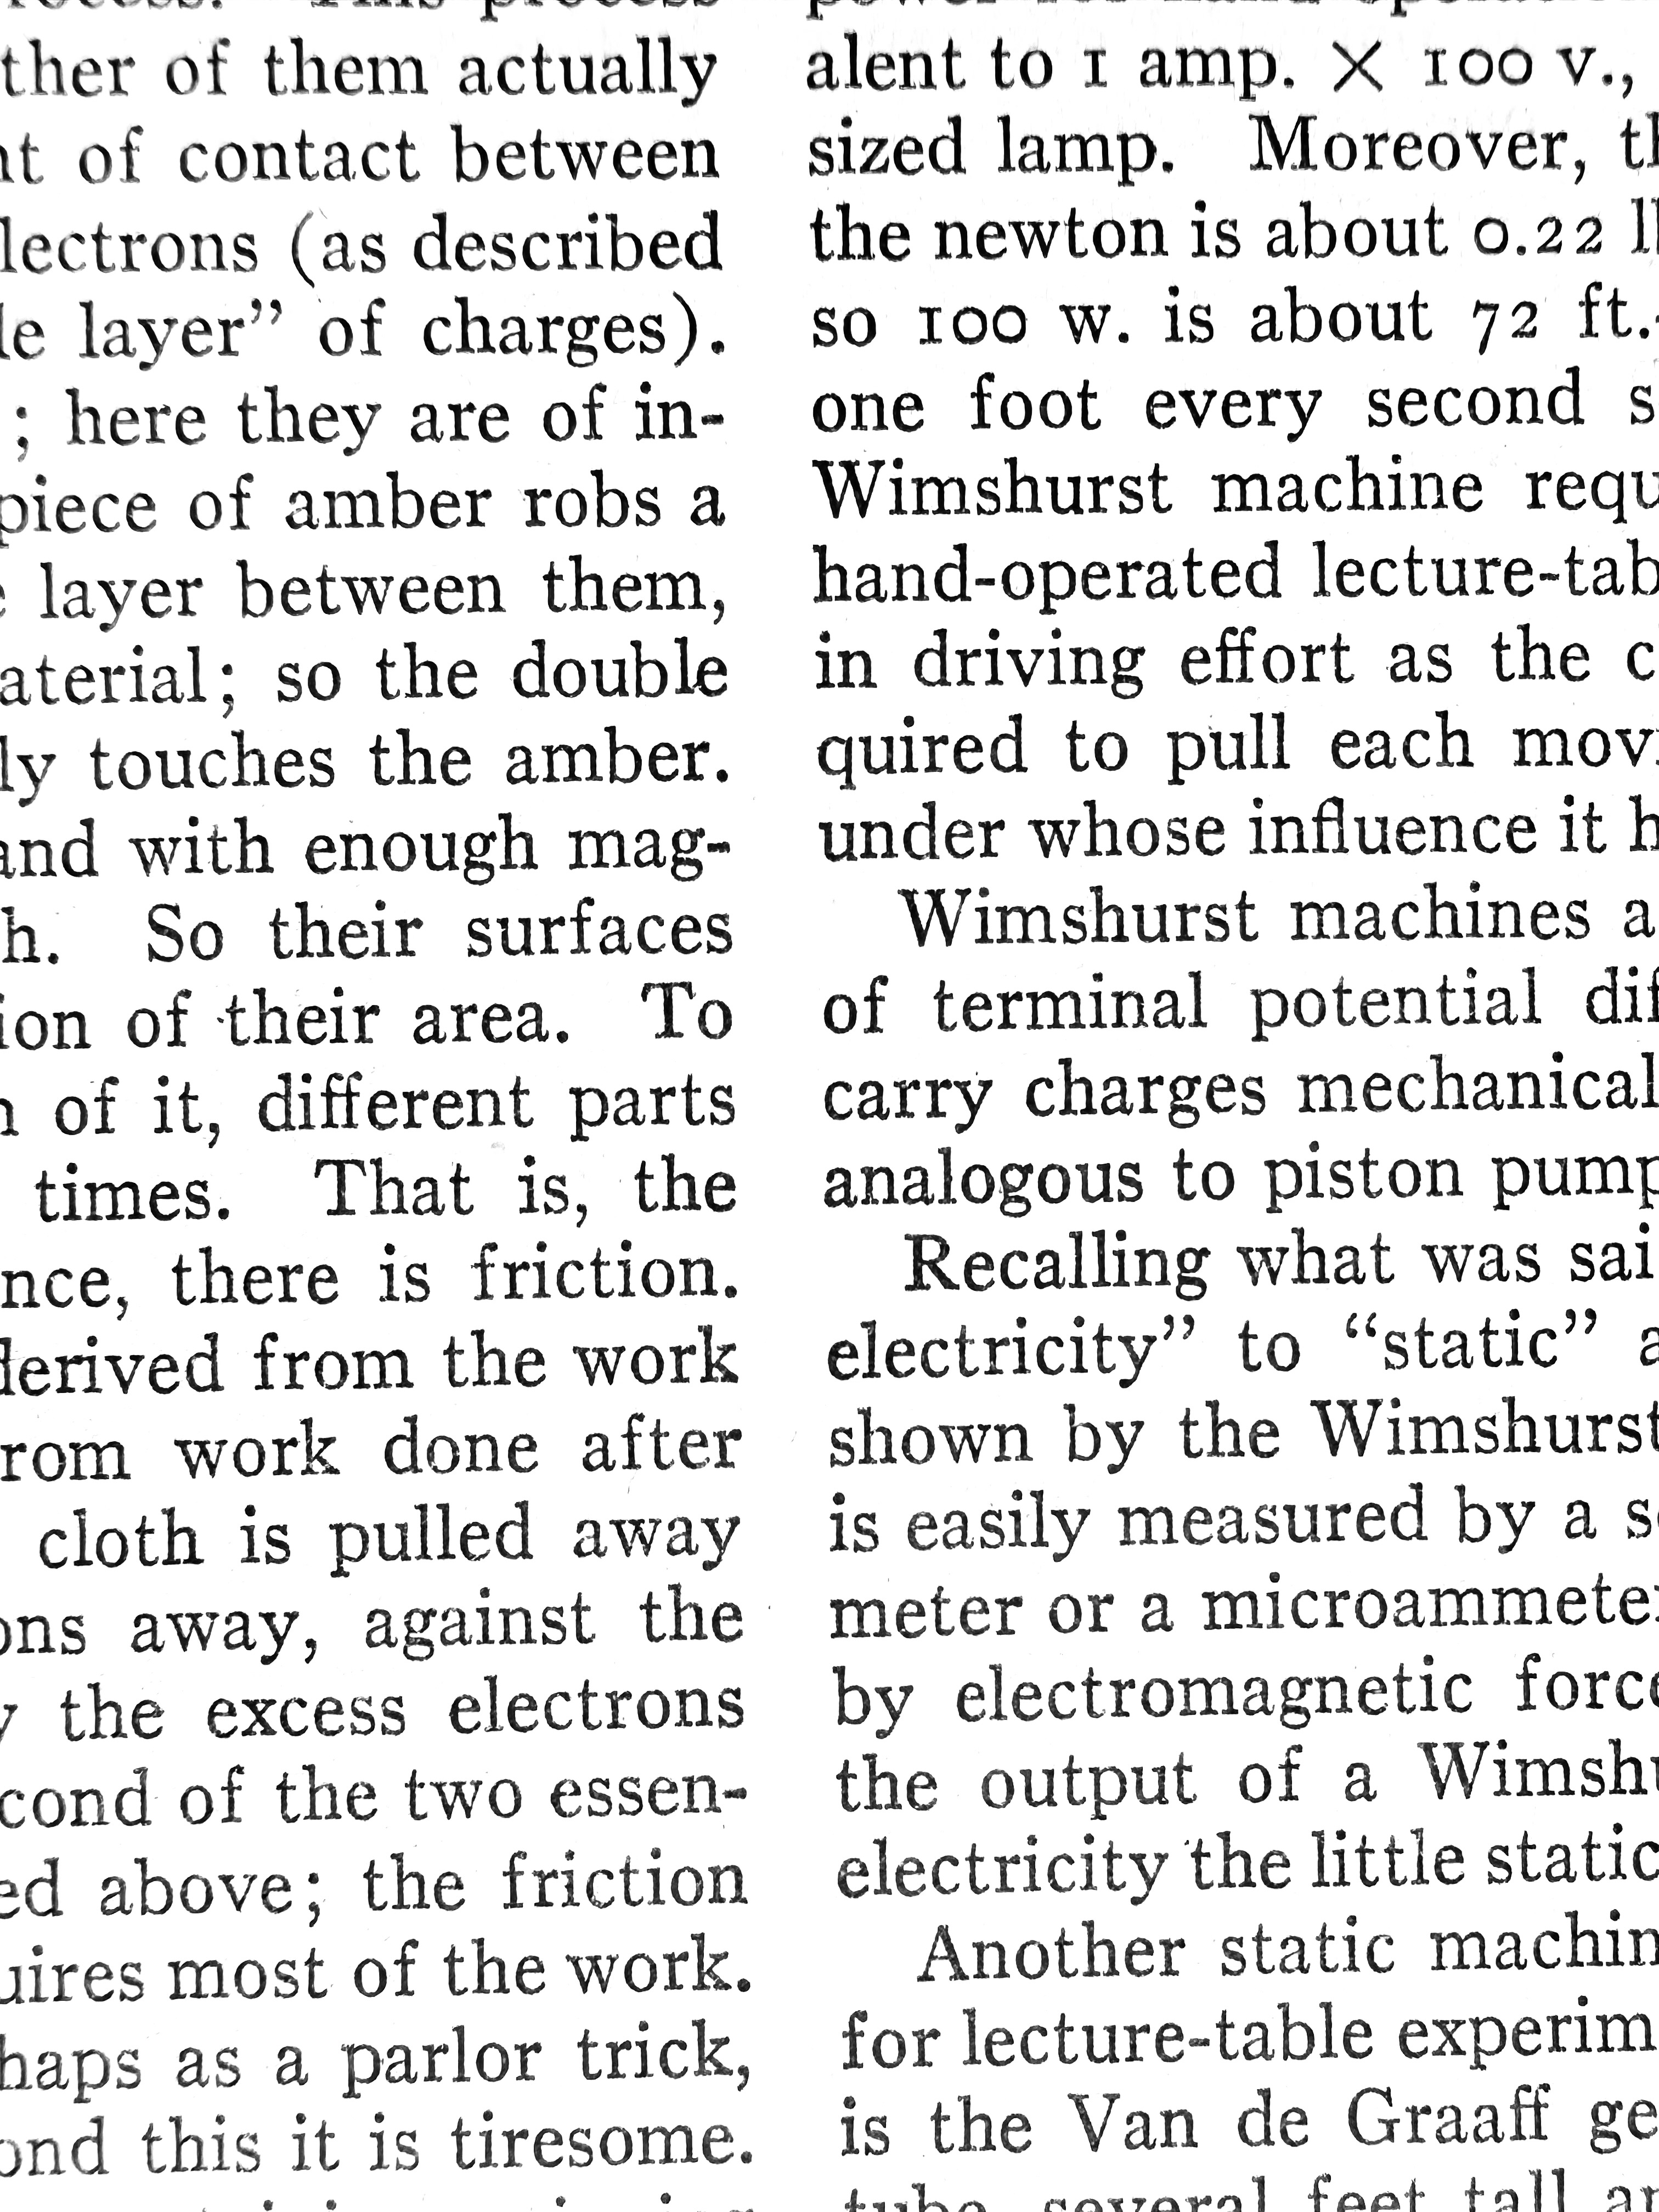 ther of them actually
of contact between
lectrons (as described
layer” of charges).
; here they are of in-
piece of amber robs a
layer between them,
aterial; so the double
ly touches the amber.
and with enough mag-
h. So their surfaces
ion of their area. To
of it, different parts
times. That is, the
nce, there is friction.
derived from the work
rom work done after
cloth is pulled away
ons away, against the
the excess electrons
cond of the two essen-
ed above; the friction
uires most of the work.
haps as a parlor trick,
ond this it is tiresome.
alent to 1 amp. × 100 v.,
sized lamp. Moreover, th
the newton is about 0.22 lb
so 100 w. is about 72 ft.-
one foot every second s
Wimshurst machine requ
hand-operated lecture-tab
in driving effort as the c
quired to pull each movi
under whose influence it h
Wimshurst machines a
of terminal potential dif
carry charges mechanical
analogous to piston pump
Recalling what was sai
electricity” to “static” a
shown by the Wimshurst
is easily measured by a se
meter or a microammeter
by electromagnetic force
the output of a Wimshu
electricity the little static
Another static machin
for lecture-table experim
is the Van de Graaff ge
tube several feet tall an